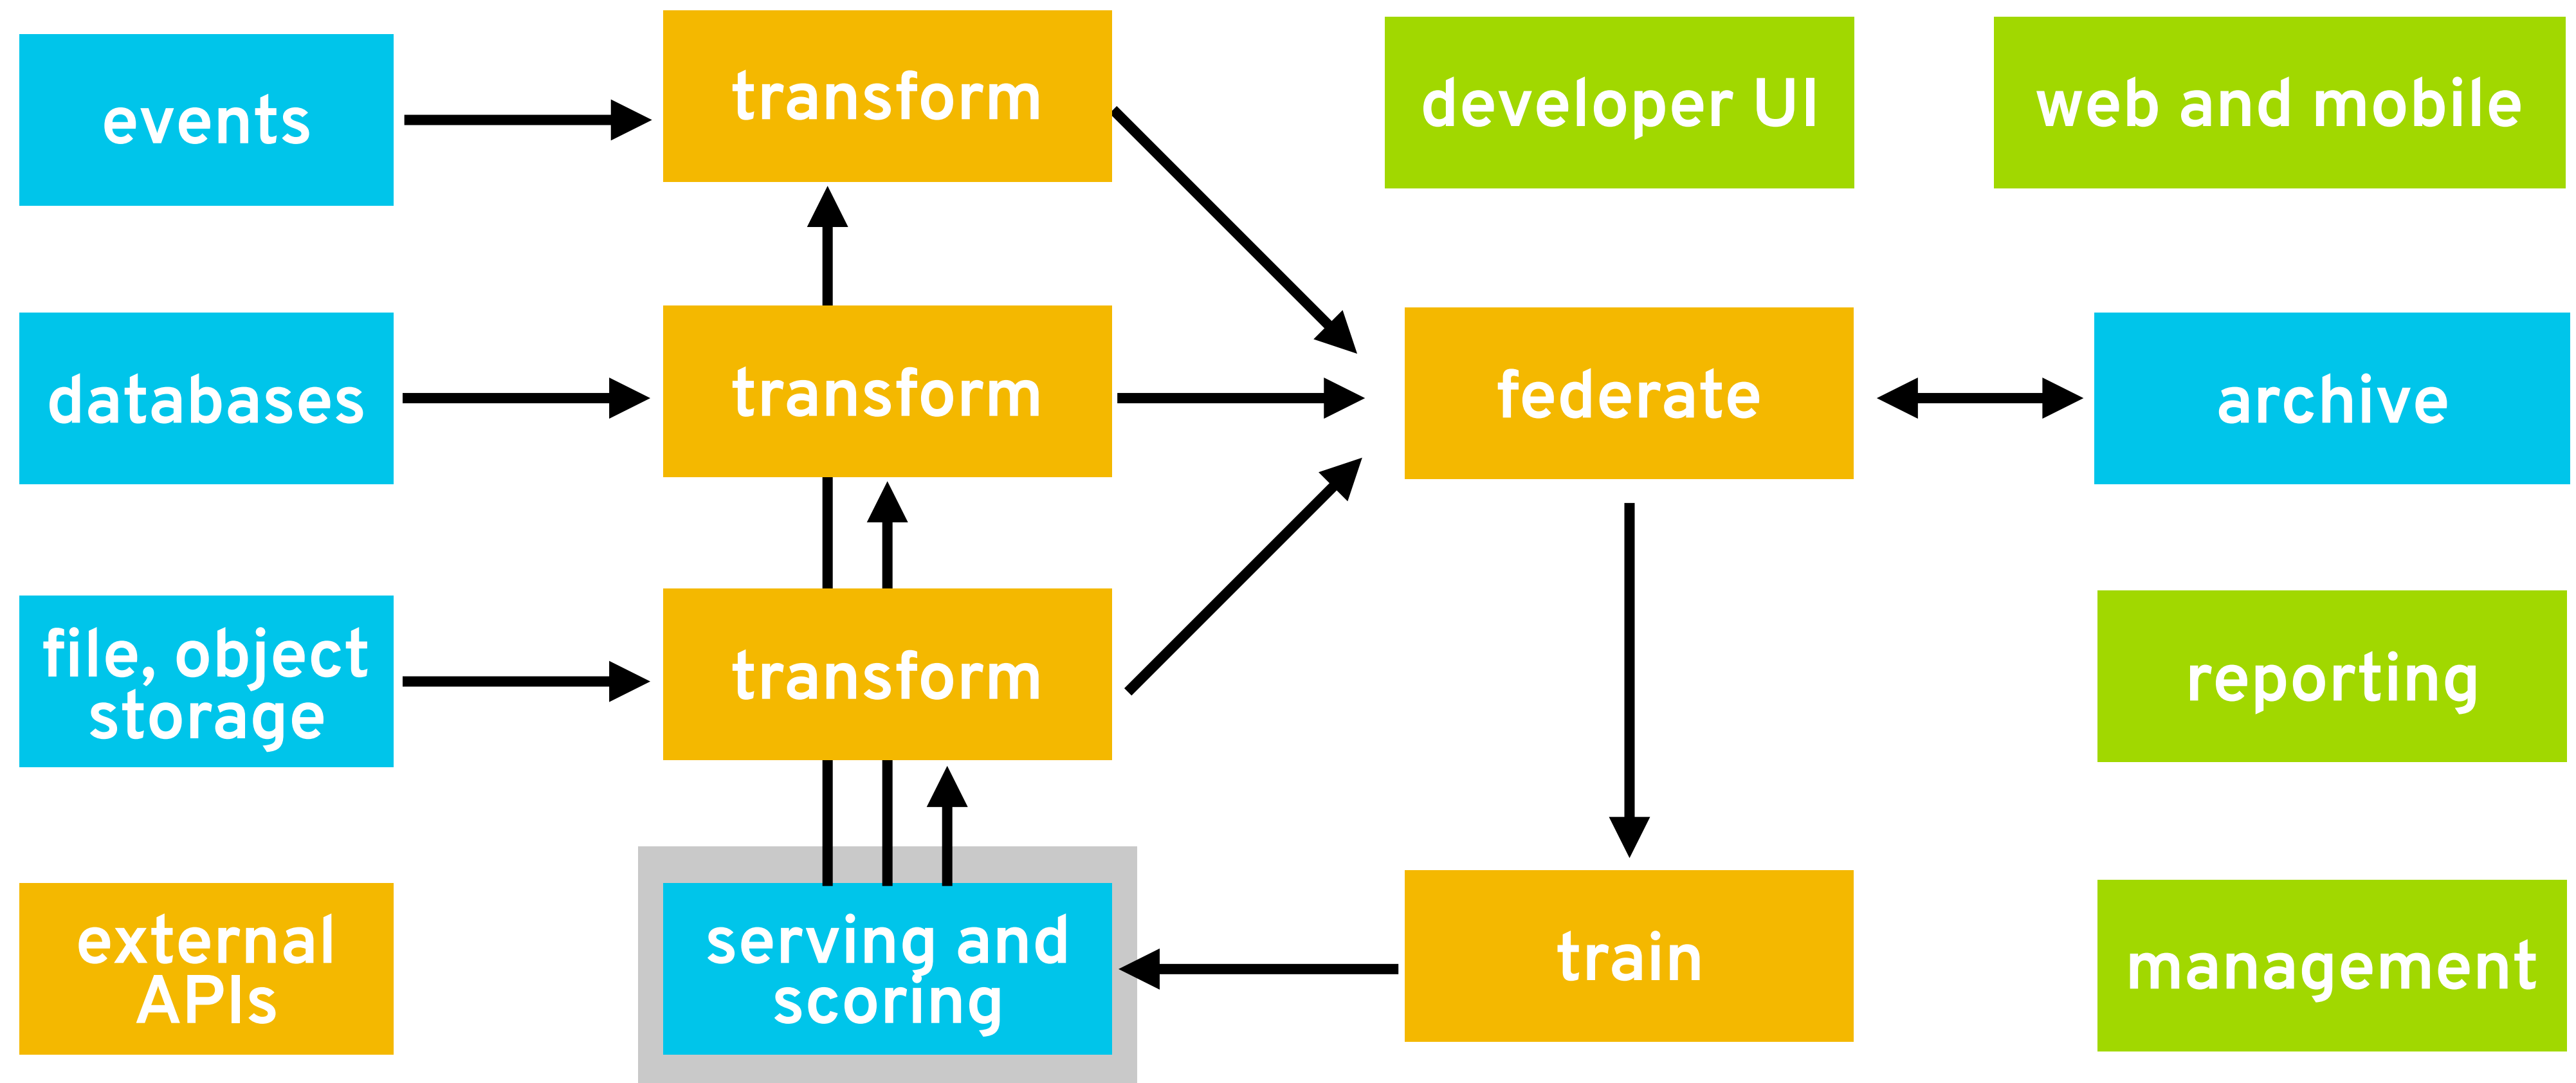 events
transform
developer UI
web and mobile
databases
transform
federate
archive
file, object
storage
transform
reporting
external
APIs
serving and
scoring
train
management